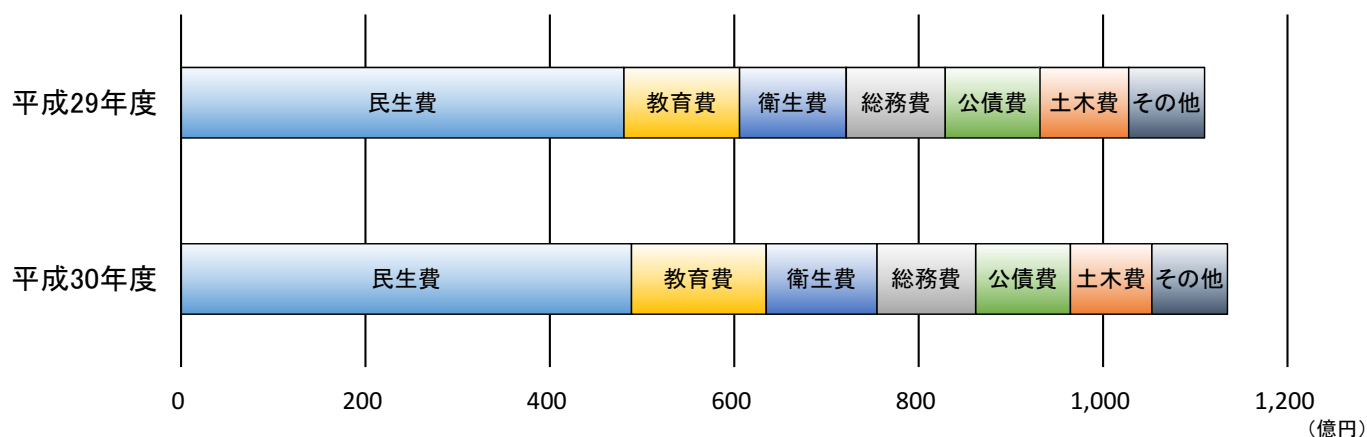 平成29年度 民生費 教育費 衛生費 総務費 公債費 土木費 その他
平成30年度 民生費 教育費 衛生費 総務費 公債費 土木費 その他
0 200 400 600 800 1,000 1,200
（億円）